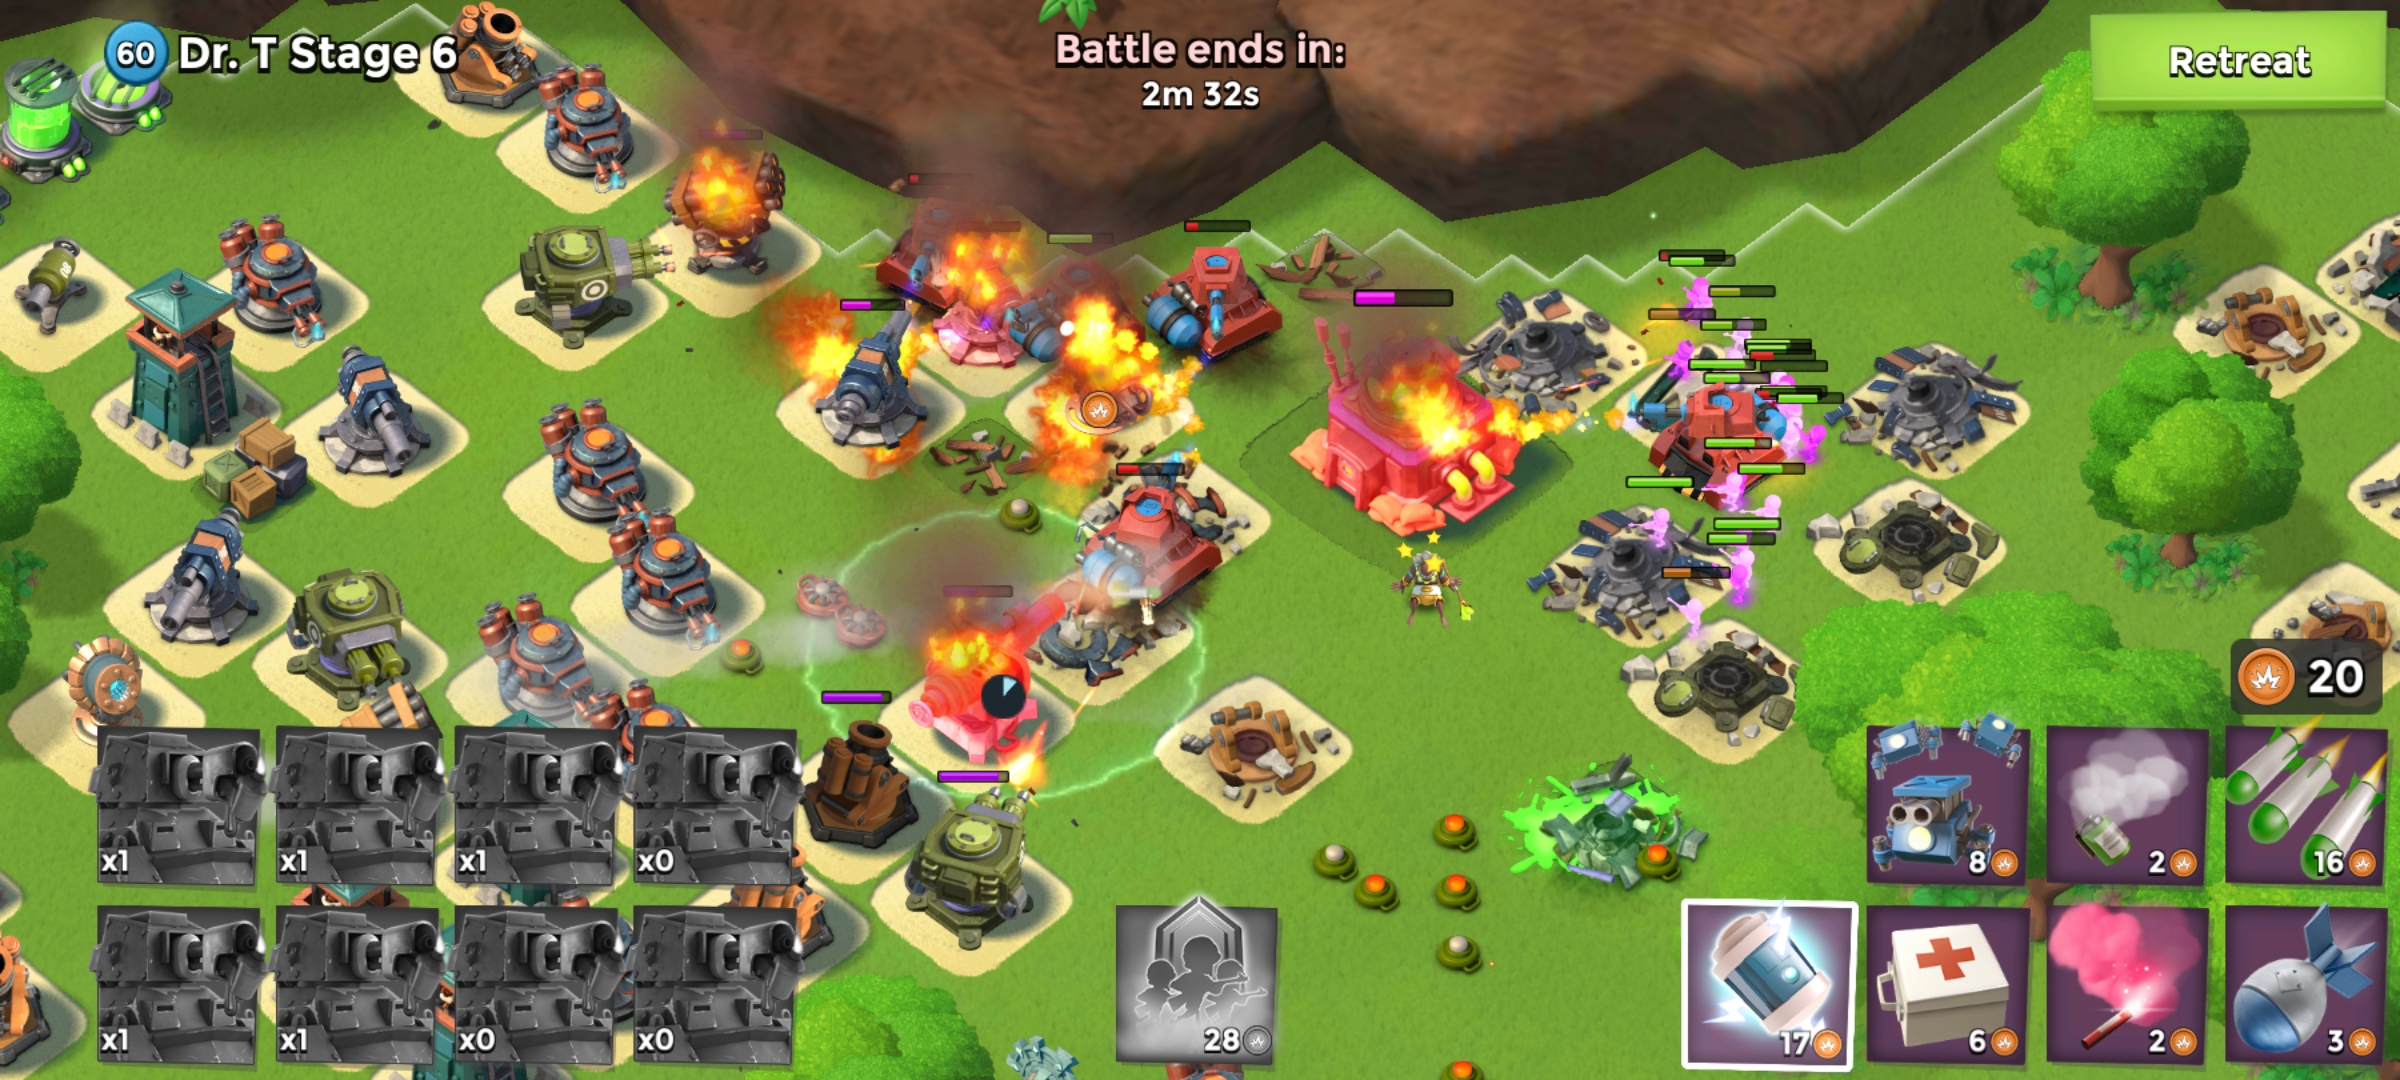 60 Dr. T Stage 6
Battle ends in:
2m 32s
Retreat
20
x1
x1
x1
x0
8
2
16
x1
x1
x0
x0
28
17
6
2
3